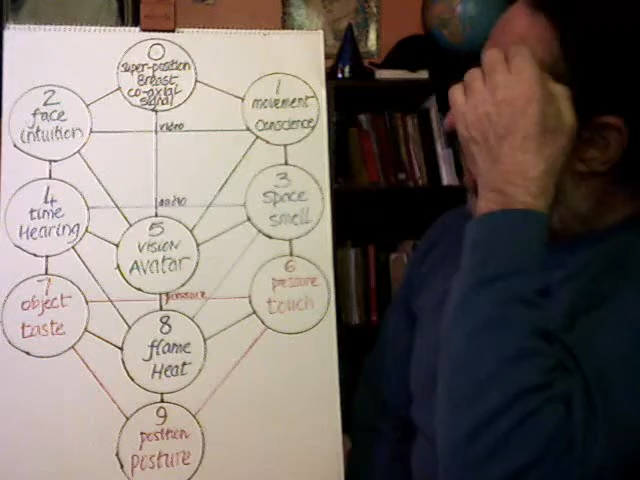 0
super-position
Breast
co-axial
signal
1
movement
Conscience
2
face
intuition
video
3
space
smell
4
time
Hearing
audio
5
vision
Avatar
6
pressure
touch
7
object
taste
pressure
8
flame
Heat
9
position
posture